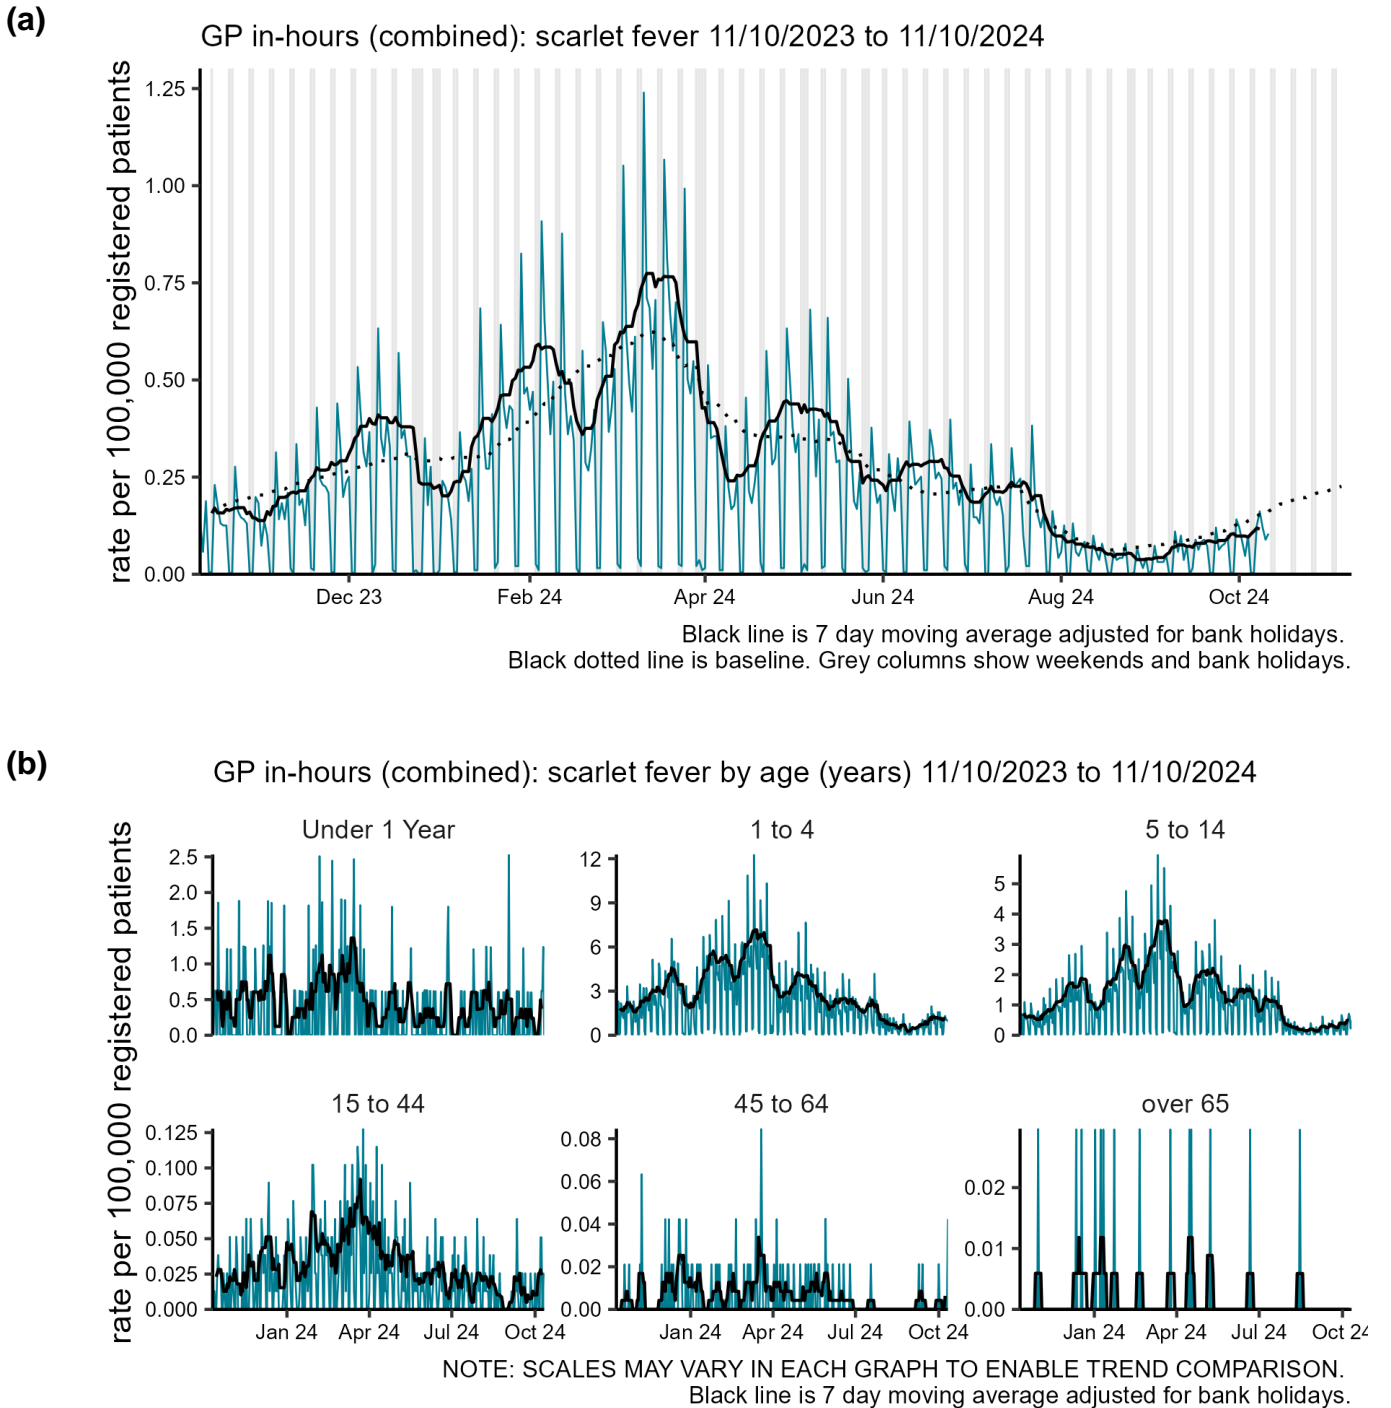 (a)
GP in-hours (combined): scarlet fever 11/10/2023 to 11/10/2024
rate per 100,000 registered patients
1.25
1.00
0.75
0.50
0.25
0.00
Dec 23 Feb 24 Apr 24 Jun 24 Aug 24 Oct 24
Black line is 7 day moving average adjusted for bank holidays.
Black dotted line is baseline. Grey columns show weekends and bank holidays.
(b)
GP in-hours (combined): scarlet fever by age (years) 11/10/2023 to 11/10/2024
rate per 100,000 registered patients
Under 1 Year
2.5
2.0
1.5
1.0
0.5
0.0
1 to 4
12
9
6
3
0
5 to 14
5
4
3
2
1
0
15 to 44
0.125
0.100
0.075
0.050
0.025
0.000
Jan 24 Apr 24 Jul 24 Oct 24
45 to 64
0.08
0.06
0.04
0.02
0.00
Jan 24 Apr 24 Jul 24 Oct 24
over 65
0.02
0.01
0.00
Jan 24 Apr 24 Jul 24 Oct 24
NOTE: SCALES MAY VARY IN EACH GRAPH TO ENABLE TREND COMPARISON.
Black line is 7 day moving average adjusted for bank holidays.